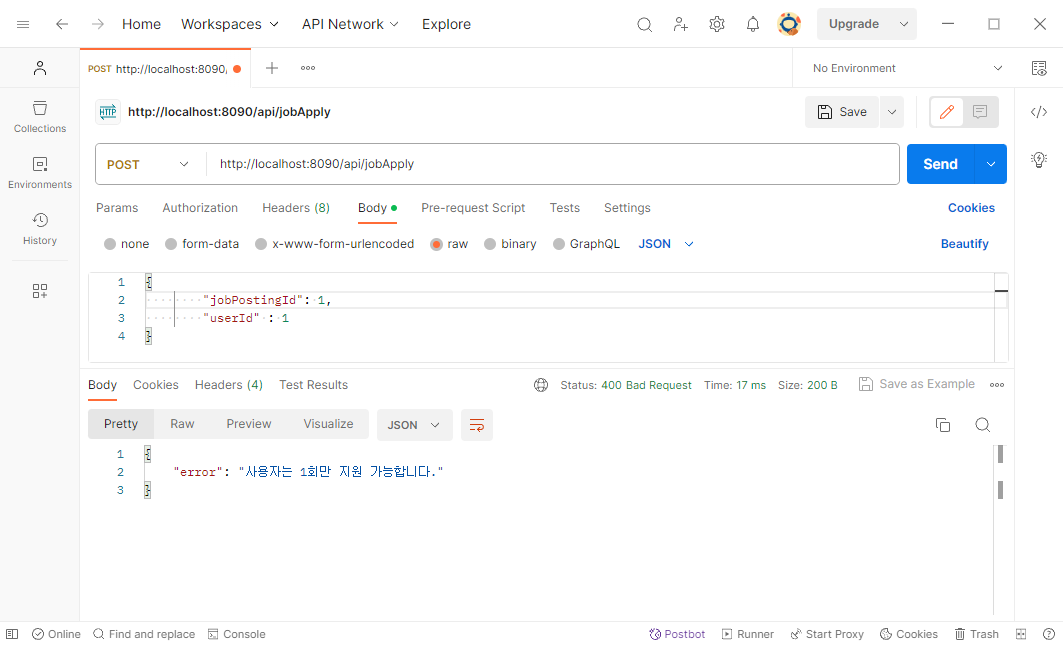 Home Workspaces API Network Explore Upgrade
POST http://localhost:8090, No Environment
HTTP http://localhost:8090/api/jobApply Save
Collections
POST http://localhost:8090/api/jobApply Send
Environments
Params Authorization Headers (8) Body Pre-request Script Tests Settings Cookies
History
none form-data x-www-form-urlencoded raw binary GraphQL JSON Beautify
1 {
2 "jobPostingId": 1,
3 "userId" : 1
4 }
Body Cookies Headers (4) Test Results Status: 400 Bad Request Time: 17 ms Size: 200 B Save as Example
Pretty Raw Preview Visualize JSON
1 {
2 "error": "사용자는 1회만 지원 가능합니다."
3 }
Online Find and replace Console Postbot Runner Start Proxy Cookies Trash